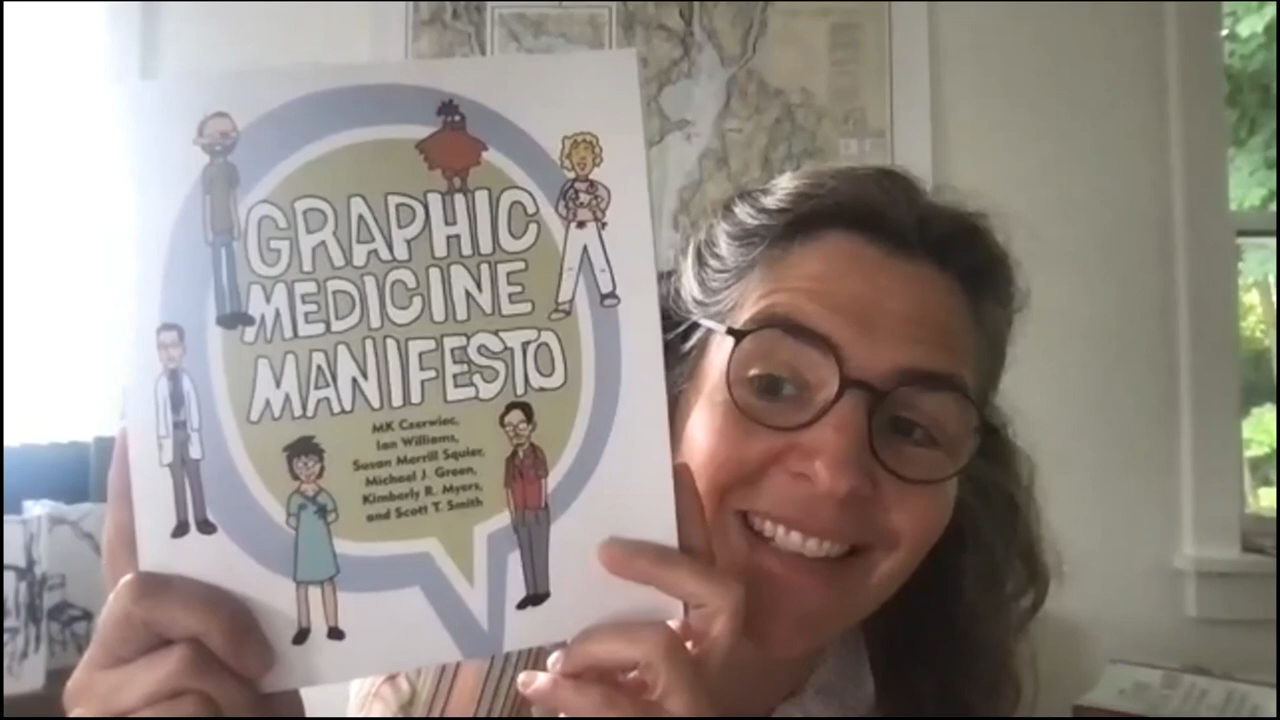 GRAPHIC
MEDICINE
MANIFESTO
MK Czerwiec,
Ian Williams,
Susan Merrill Squier,
Michael J. Green,
Kimberly R. Myers,
and Scott T. Smith